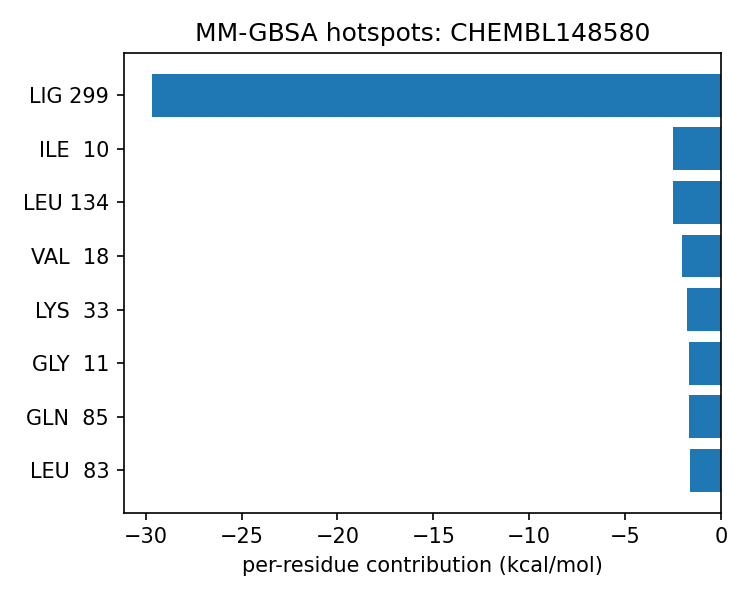 MM-GBSA hotspots: CHEMBL148580
LIG 299
ILE  10
LEU 134
VAL  18
LYS  33
GLY  11
GLN  85
LEU  83
−30 −25 −20 −15 −10 −5 0
per-residue contribution (kcal/mol)